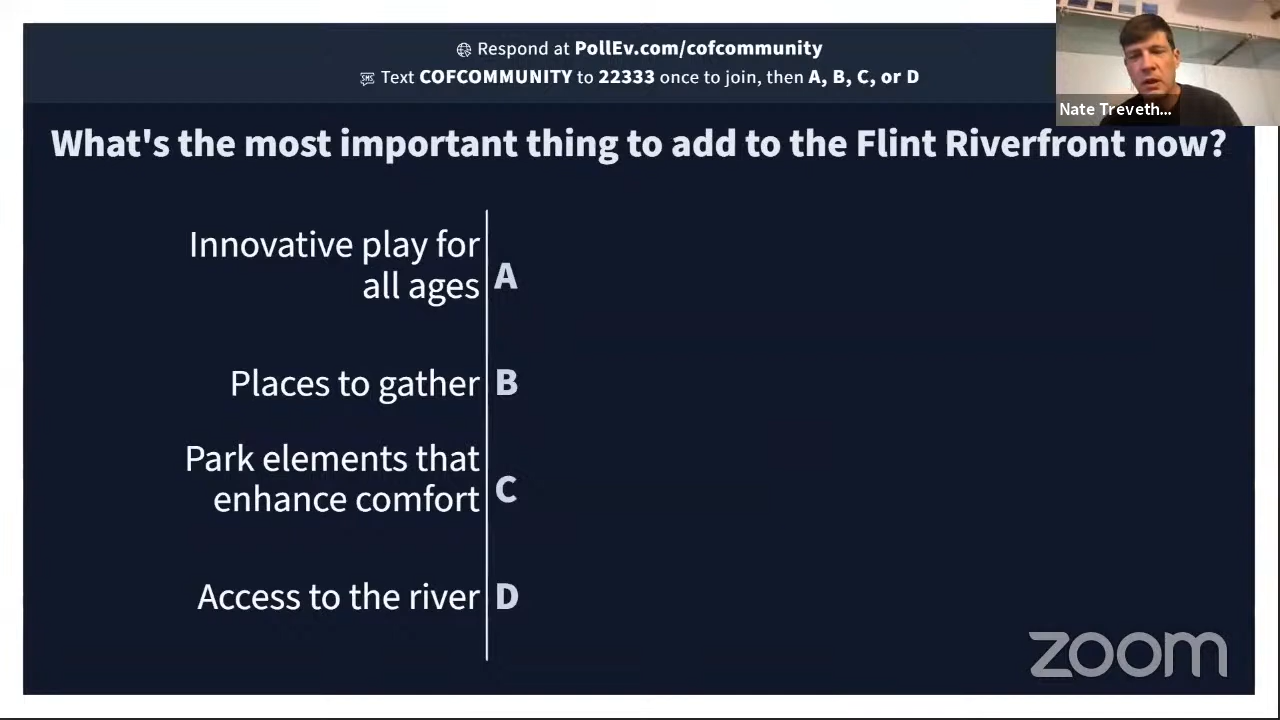 Respond at PollEv.com/cofcommunity
Text COFCOMMUNITY to 22333 once to join, then A, B, C, or D
Nate Treveth...
What's the most important thing to add to the Flint Riverfront now?
Innovative play for
all ages
A
Places to gather
B
Park elements that
enhance comfort
C
Access to the river
D
zoom